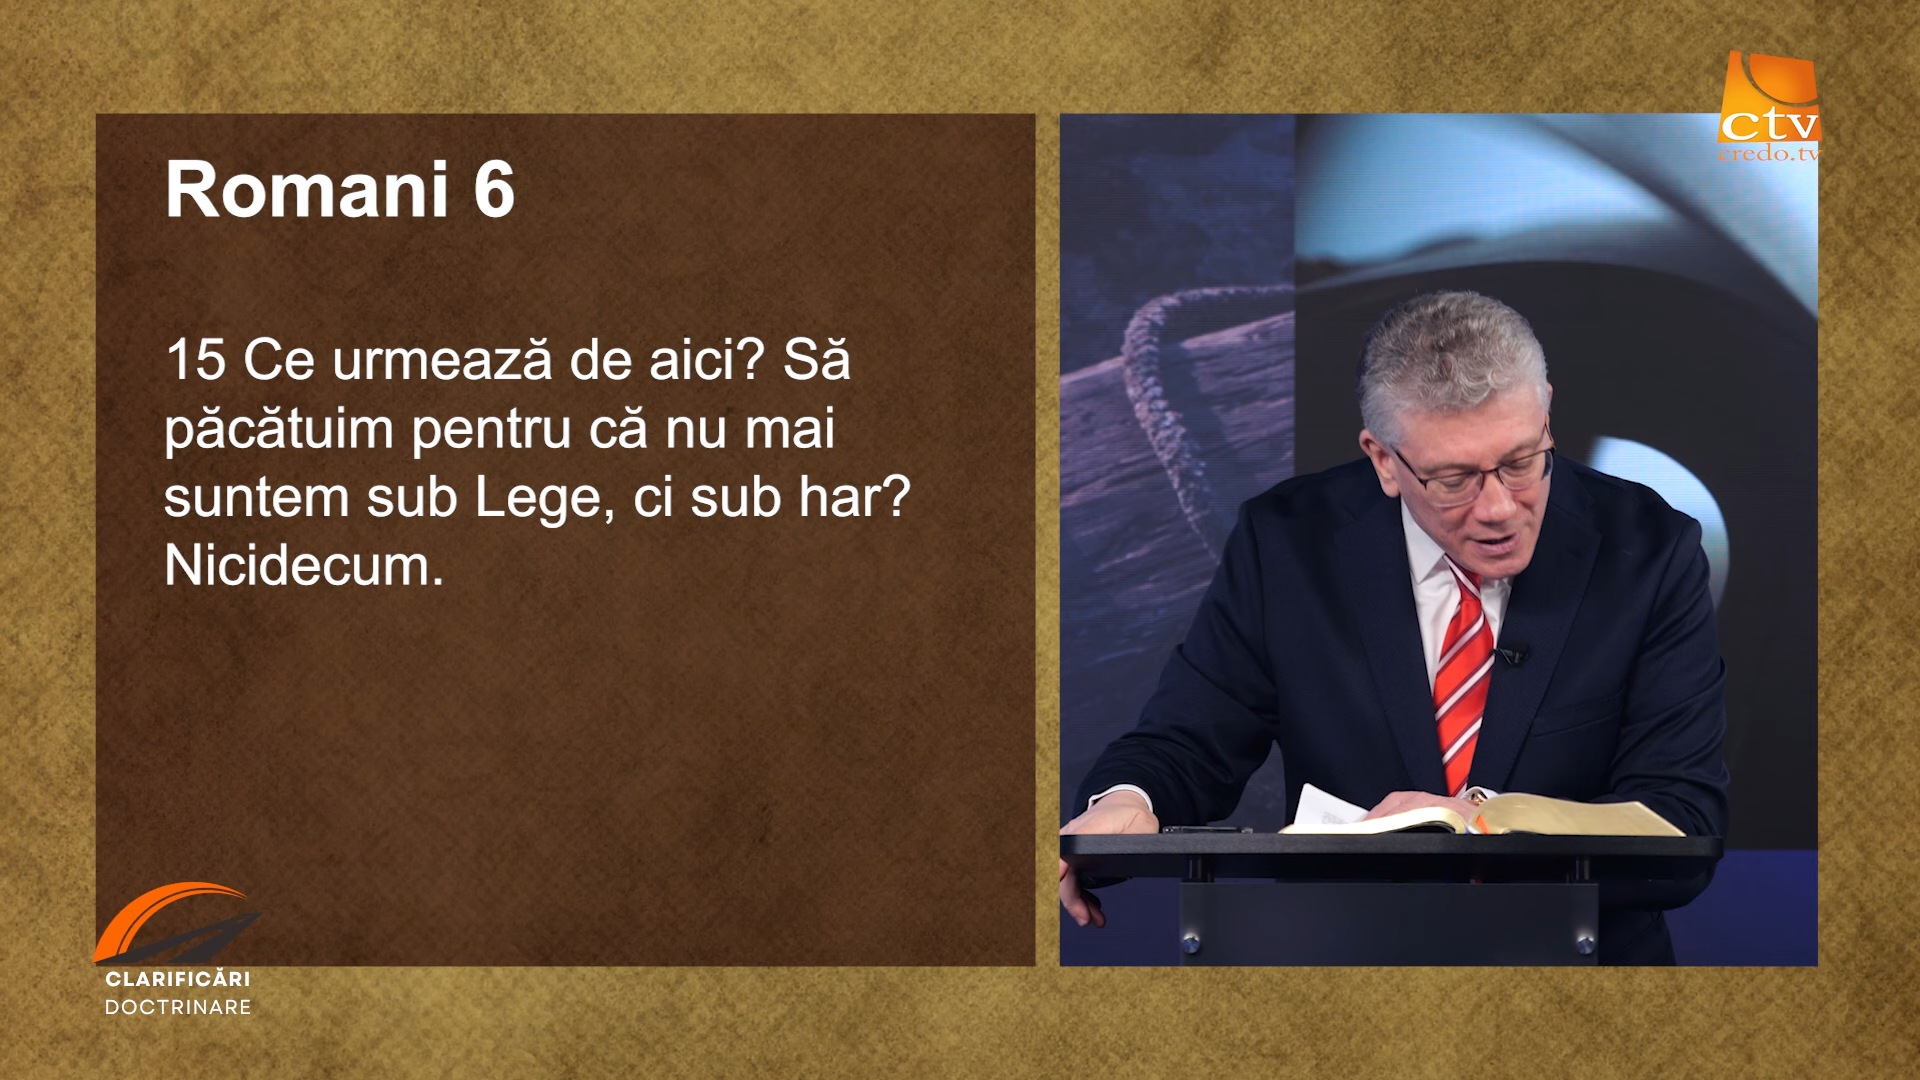 Romani 6
15 Ce urmează de aici? Să
păcătuim pentru că nu mai
suntem sub Lege, ci sub har?
Nicidecum.
ctv
credo.tv
CLARIFICĂRI
DOCTRINARE